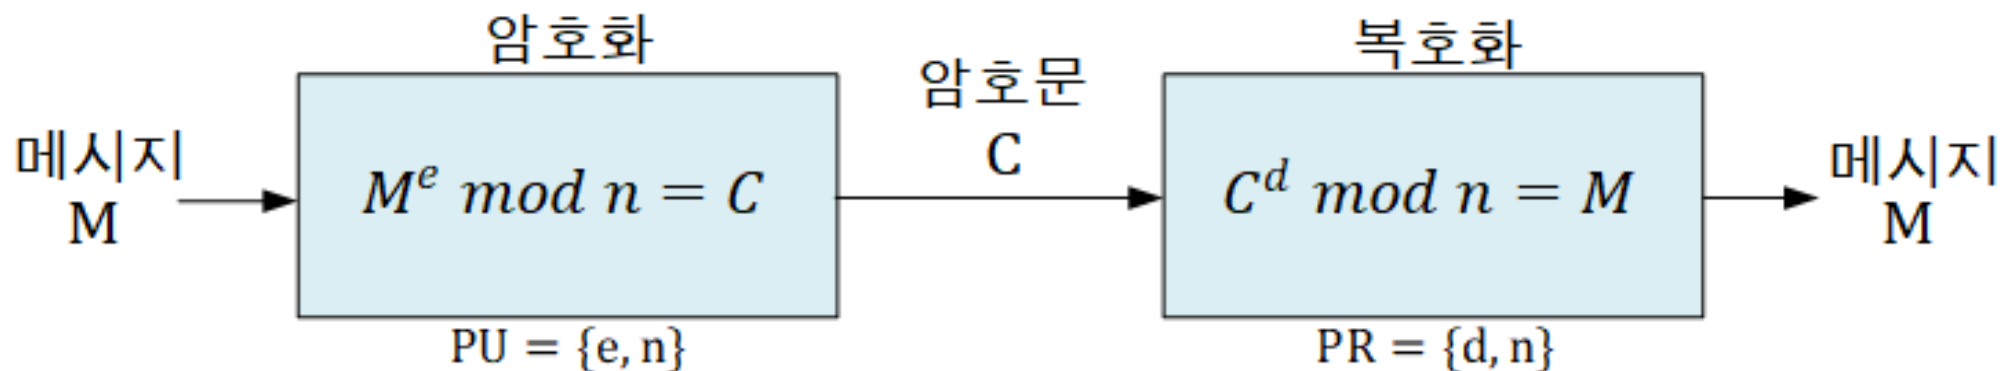 암호화
복호화
암호문
C
메시지
M
M^e mod n = C
C^d mod n = M
메시지
M
PU = {e, n}
PR = {d, n}